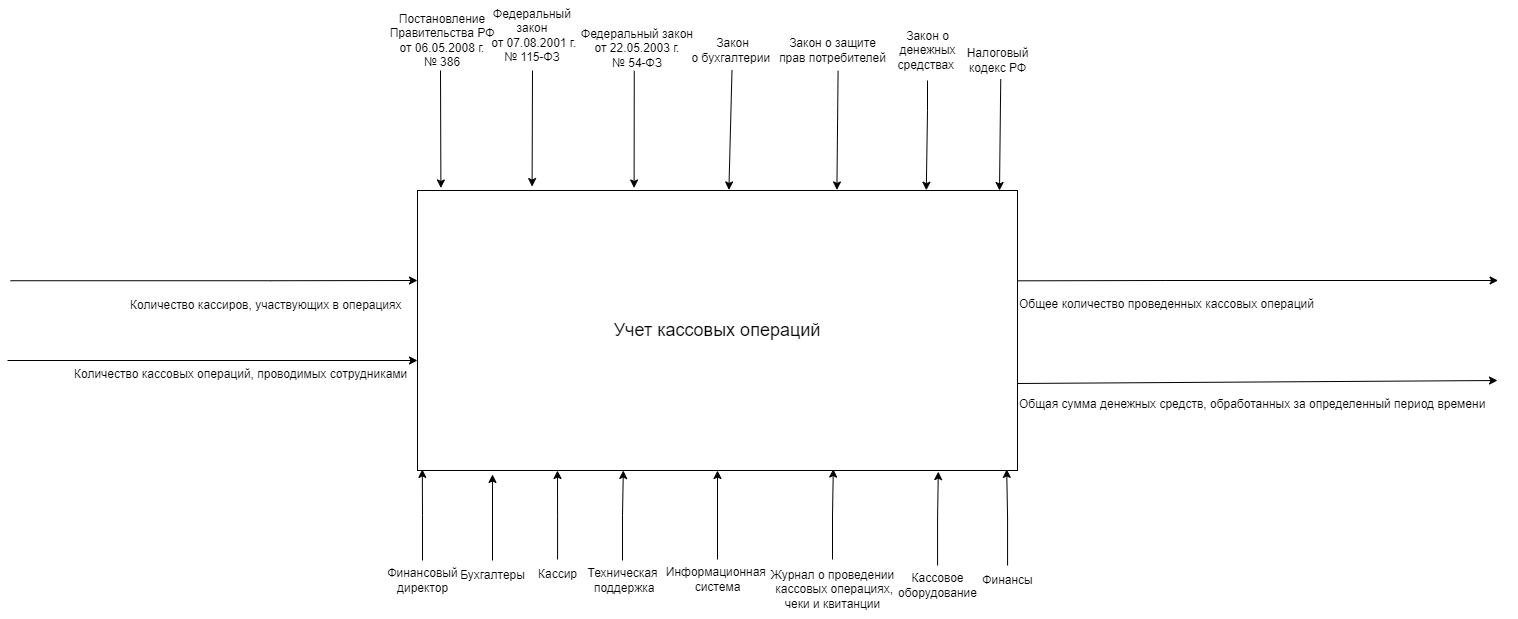 Постановление
Правительства РФ
от 06.05.2008 г.
№ 386
Федеральный
закон
от 07.08.2001 г.
№ 115-ФЗ
Федеральный закон
от 22.05.2003 г.
№ 54-ФЗ
Закон
о бухгалтерии
Закон о защите
прав потребителей
Закон о
денежных
средствах
Налоговый
кодекс РФ
Количество кассиров, участвующих в операциях
Количество кассовых операций, проводимых сотрудниками
Учет кассовых операций
Общее количество проведенных кассовых операций
Общая сумма денежных средств, обработанных за определенный период времени
Финансовый
директор
Бухгалтеры
Кассир
Техническая
поддержка
Информационная
система
Журнал о проведении
кассовых операциях,
чеки и квитанции
Кассовое
оборудование
Финансы